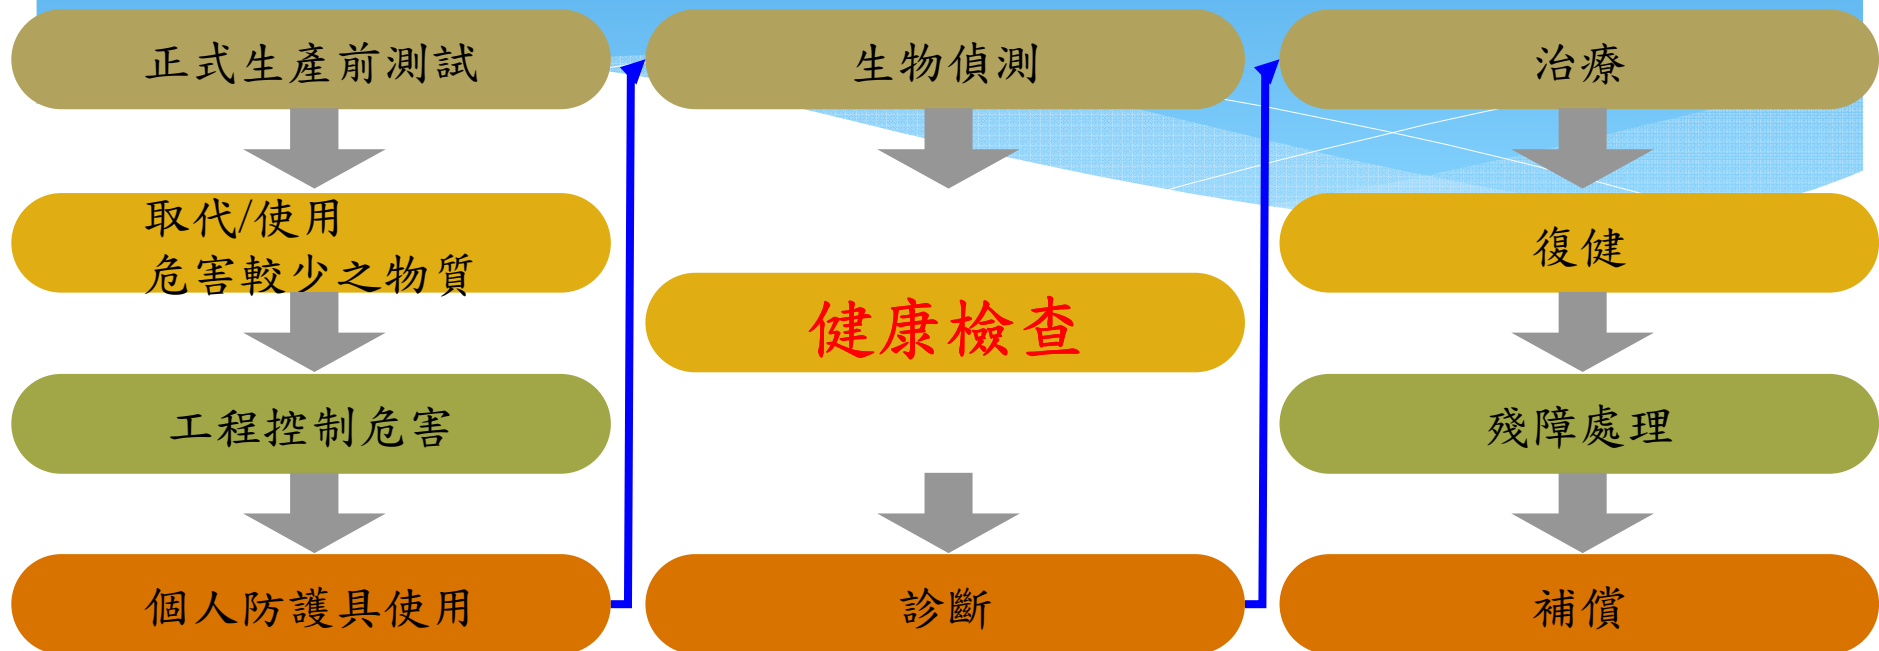 正式生產前測試
取代/使用
危害較少之物質
工程控制危害
個人防護具使用
生物偵測
健康檢查
診斷
治療
復健
殘障處理
補償